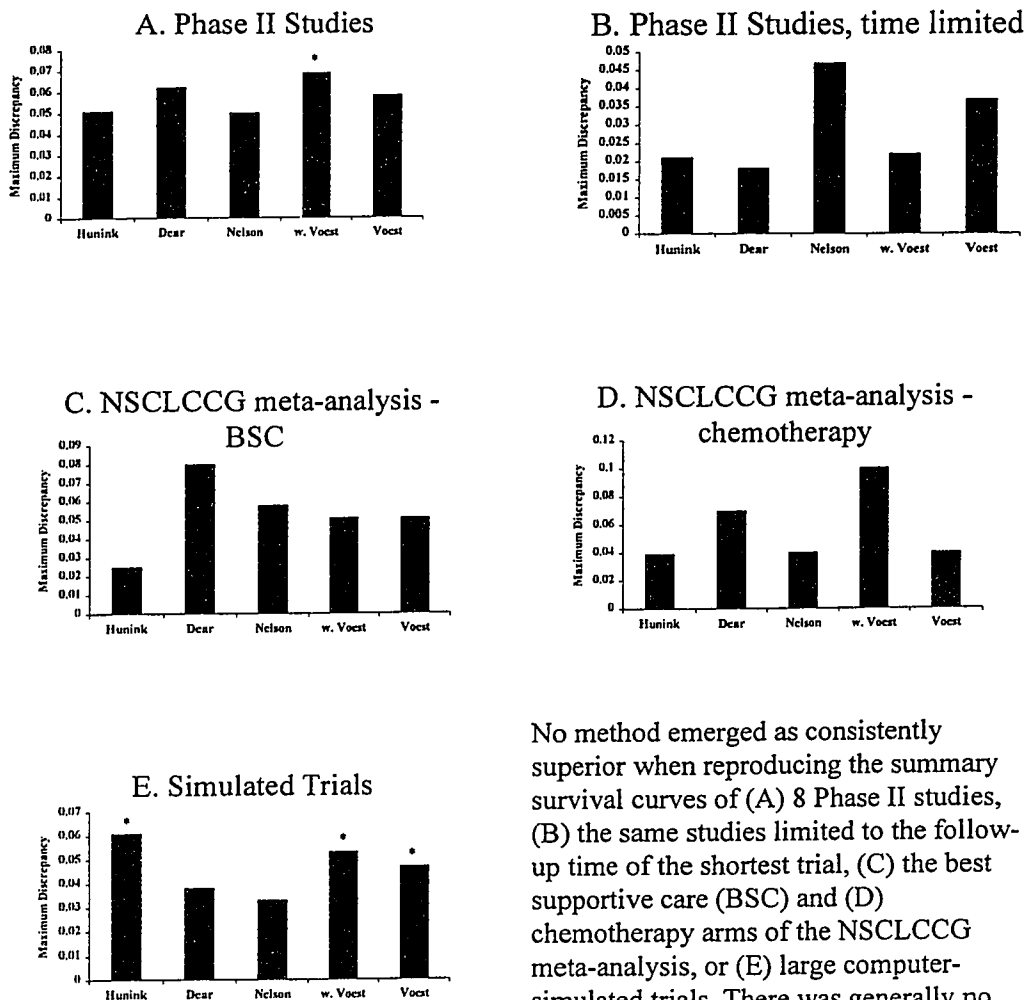 A. Phase II Studies
Maximum Discrepancy
0.08
0.07
0.06
0.05
0.04
0.03
0.02
0.01
0
*
Hunink Dear Nelson w. Voest Voest
B. Phase II Studies, time limited
Maximum Discrepancy
0.05
0.045
0.04
0.035
0.03
0.025
0.02
0.015
0.01
0.005
0
Hunink Dear Nelson w. Voest Voest
C. NSCLCCG meta-analysis -
BSC
Maximum Discrepancy
0.09
0.08
0.07
0.06
0.05
0.04
0.03
0.02
0.01
0
Hunink Dear Nelson w. Voest Voest
D. NSCLCCG meta-analysis -
chemotherapy
Maximum Discrepancy
0.12
0.1
0.08
0.06
0.04
0.02
0
Hunink Dear Nelson w. Voest Voest
E. Simulated Trials
Maximum Discrepancy
0.07
0.06
0.05
0.04
0.03
0.02
0.01
0
* * *
Hunink Dear Nelson w. Voest Voest
No method emerged as consistently
superior when reproducing the summary
survival curves of (A) 8 Phase II studies,
(B) the same studies limited to the follow-
up time of the shortest trial, (C) the best
supportive care (BSC) and (D)
chemotherapy arms of the NSCLCCG
meta-analysis, or (E) large computer-
simulated trials. There was generally no